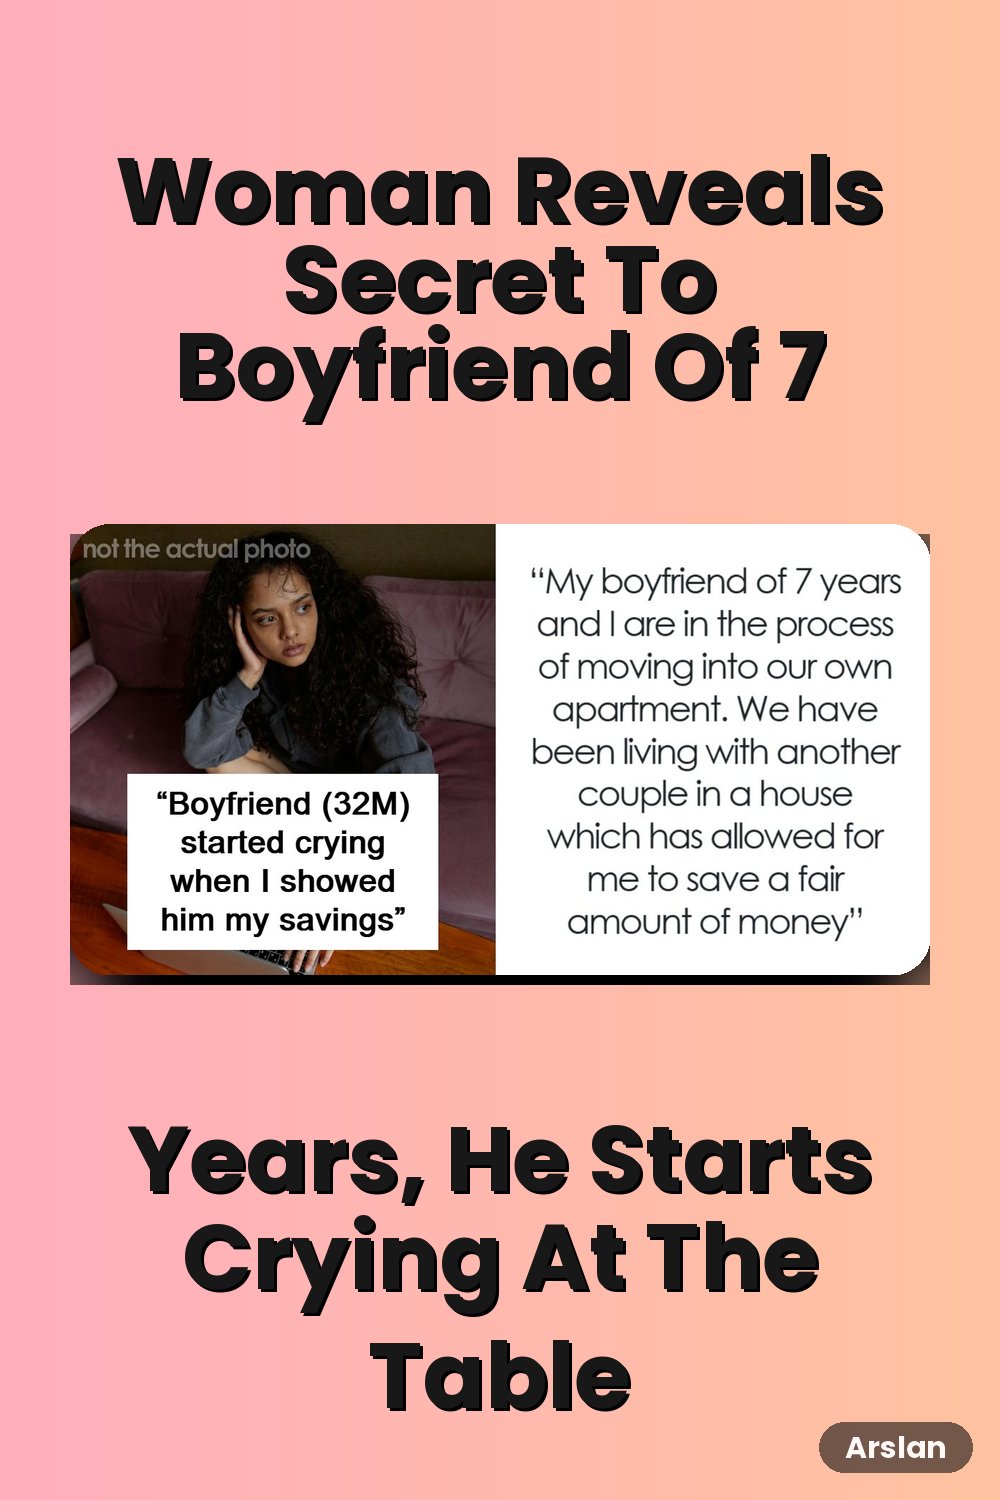 Woman Reveals
Secret To
Boyfriend Of 7
not the actual photo
“Boyfriend (32M)
started crying
when I showed
him my savings”
“My boyfriend of 7 years
and I are in the process
of moving into our own
apartment. We have
been living with another
couple in a house
which has allowed for
me to save a fair
amount of money”
Years, He Starts
Crying At The
Table
Arslan